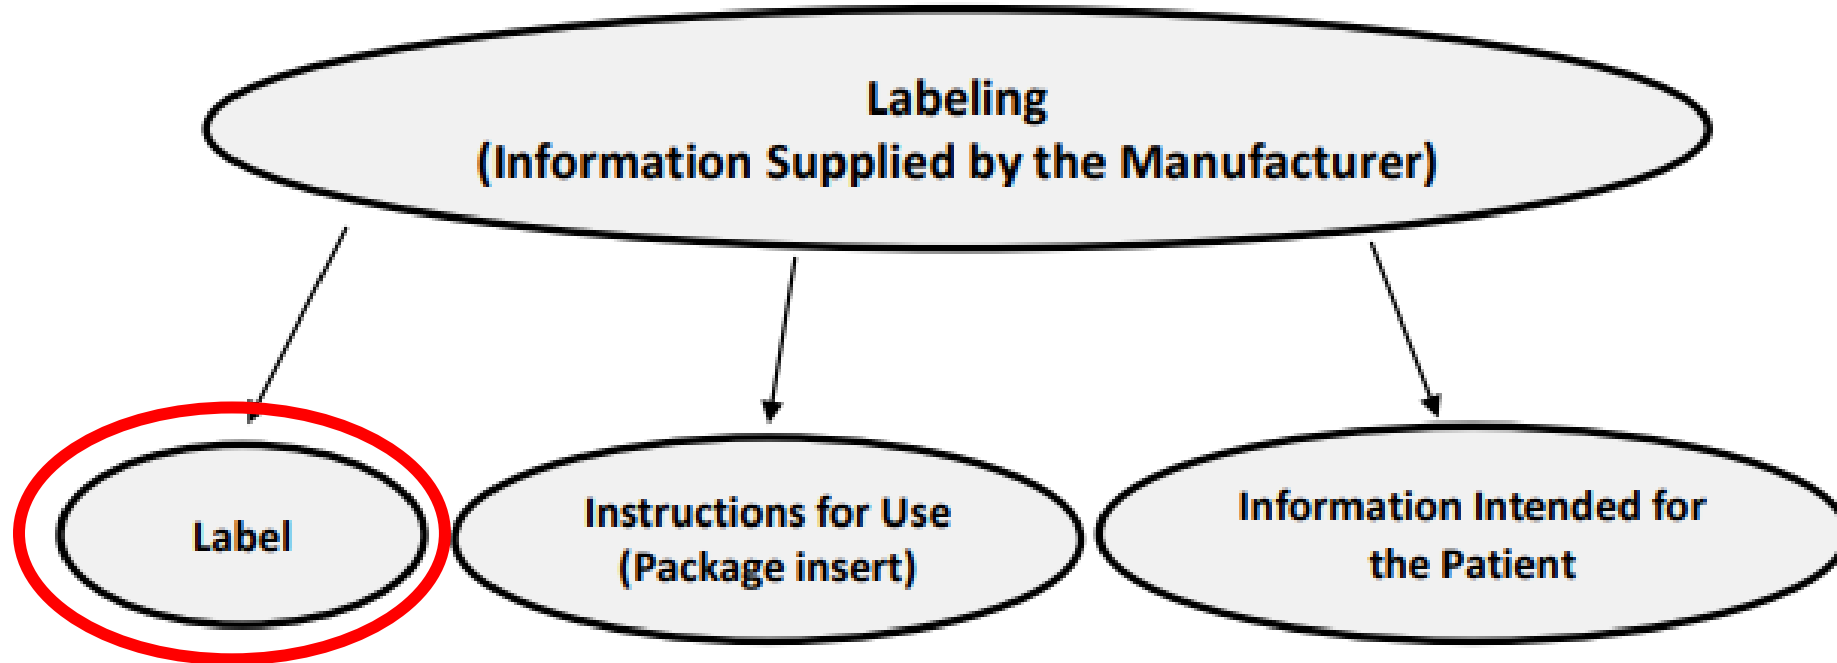 Labeling
(Information Supplied by the Manufacturer)
Label
Instructions for Use
(Package insert)
Information Intended for
the Patient